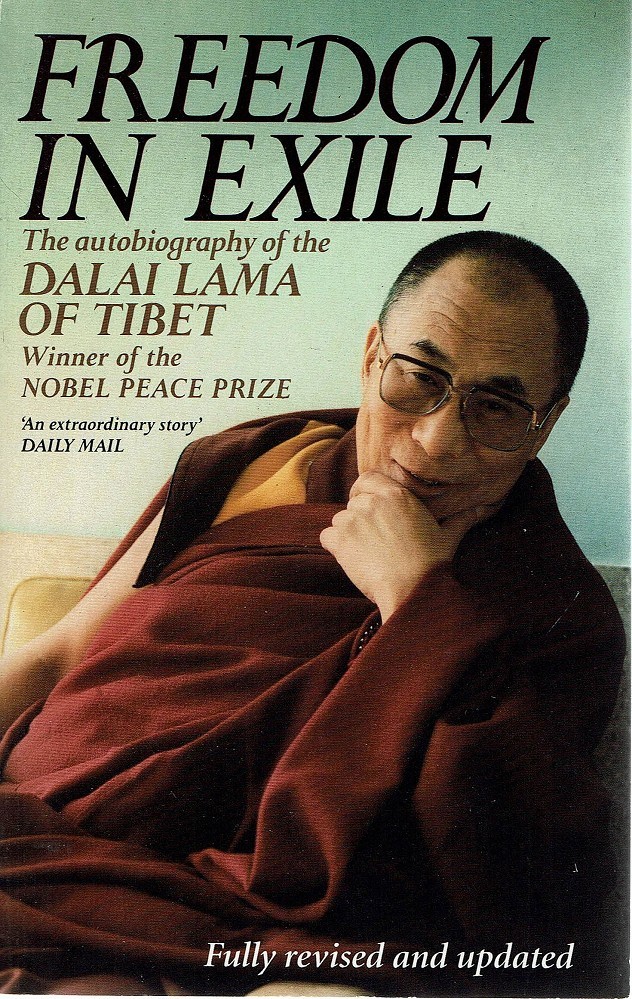 FREEDOM
IN EXILE
The autobiography of the
DALAI LAMA
OF TIBET
Winner of the
NOBEL PEACE PRIZE
‘An extraordinary story’
DAILY MAIL
Fully revised and updated